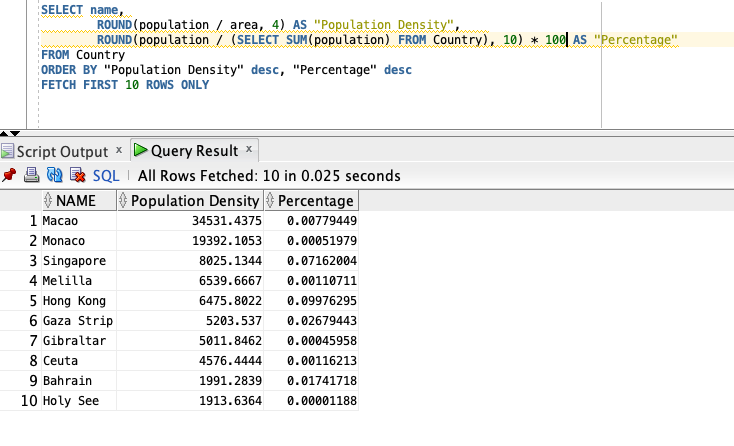 SELECT name,
ROUND(population / area, 4) AS "Population Density",
ROUND(population / (SELECT SUM(population) FROM Country), 10) * 100 AS "Percentage"
FROM Country
ORDER BY "Population Density" desc, "Percentage" desc
FETCH FIRST 10 ROWS ONLY
Script Output x Query Result x
SQL All Rows Fetched: 10 in 0.025 seconds
NAME Population Density Percentage
1 Macao 34531.4375 0.00779449
2 Monaco 19392.1053 0.00051979
3 Singapore 8025.1344 0.07162004
4 Melilla 6539.6667 0.00110711
5 Hong Kong 6475.8022 0.09976295
6 Gaza Strip 5203.537 0.02679443
7 Gibraltar 5011.8462 0.00045958
8 Ceuta 4576.4444 0.00116213
9 Bahrain 1991.2839 0.01741718
10 Holy See 1913.6364 0.00001188